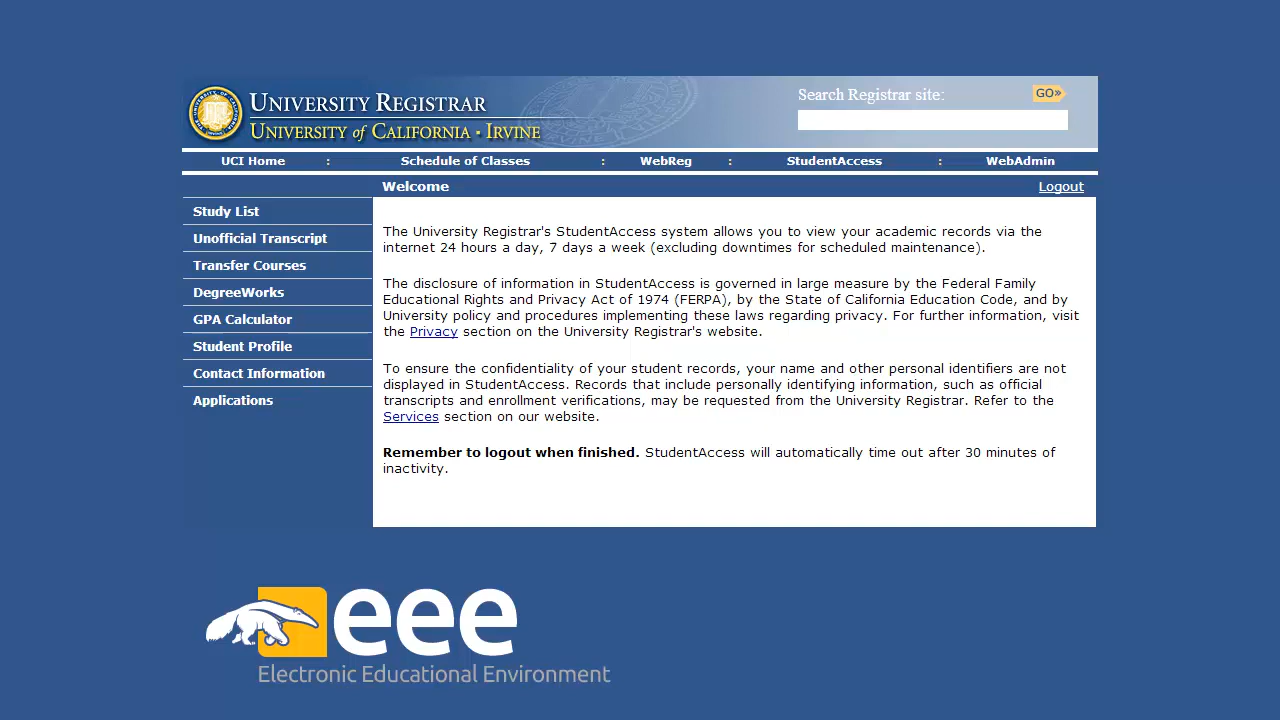 UNIVERSITY REGISTRAR
UNIVERSITY of CALIFORNIA · IRVINE
Search Registrar site:
GO»
UCI Home : Schedule of Classes : WebReg : StudentAccess : WebAdmin
Welcome
Logout
Study List
Unofficial Transcript
Transfer Courses
DegreeWorks
GPA Calculator
Student Profile
Contact Information
Applications
The University Registrar's StudentAccess system allows you to view your academic records via the
internet 24 hours a day, 7 days a week (excluding downtimes for scheduled maintenance).
The disclosure of information in StudentAccess is governed in large measure by the Federal Family
Educational Rights and Privacy Act of 1974 (FERPA), by the State of California Education Code, and by
University policy and procedures implementing these laws regarding privacy. For further information, visit
the Privacy section on the University Registrar's website.
To ensure the confidentiality of your student records, your name and other personal identifiers are not
displayed in StudentAccess. Records that include personally identifying information, such as official
transcripts and enrollment verifications, may be requested from the University Registrar. Refer to the
Services section on our website.
Remember to logout when finished. StudentAccess will automatically time out after 30 minutes of
inactivity.
eee
Electronic Educational Environment